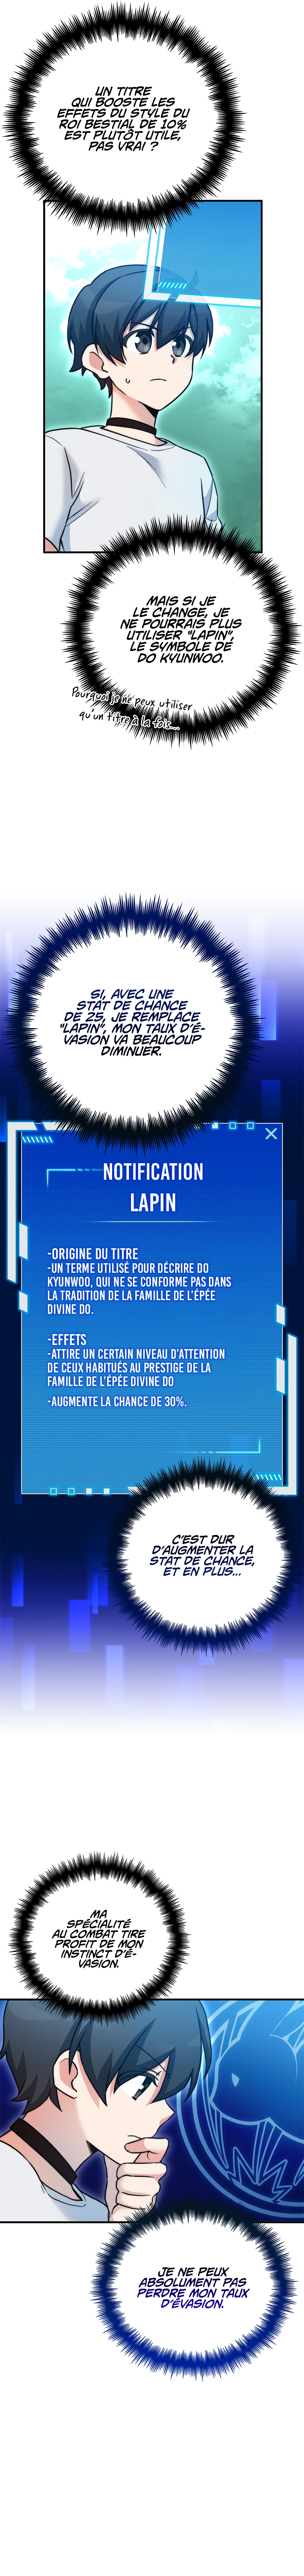 UN TITRE
QUI BOOSTE LES
EFFETS DU STYLE DU
ROI BESTIAL DE 10%
EST PLUTÔT UTILE,
PAS VRAI ?
MAIS SI JE
LE CHANGE, JE
NE POURRAIS PLUS
UTILISER "LAPIN",
LE SYMBOLE DE
DO KYUNWOO.
Pourquoi je ne peux utiliser
qu'un titre à la fois...
SI, AVEC UNE
STAT DE CHANCE
DE 25, JE REMPLACE
"LAPIN", MON TAUX D'É-
VASION VA BEAUCOUP
DIMINUER.
NOTIFICATION
LAPIN
-ORIGINE DU TITRE
-UN TERME UTILISÉ POUR DÉCRIRE DO
KYUNWOO, QUI NE SE CONFORME PAS DANS
LA TRADITION DE LA FAMILLE DE L'ÉPÉE
DIVINE DO.
-EFFETS
-ATTIRE UN CERTAIN NIVEAU D'ATTENTION
DE CEUX HABITUÉS AU PRESTIGE DE LA
FAMILLE DE L'ÉPÉE DIVINE DO
-AUGMENTE LA CHANCE DE 30%.
C'EST DUR
D'AUGMENTER LA
STAT DE CHANCE,
ET EN PLUS...
MA
SPÉCIALITÉ
AU COMBAT TIRE
PROFIT DE MON
INSTINCT D'É-
VASION.
JE NE PEUX
ABSOLUMENT PAS
PERDRE MON TAUX
D'ÉVASION.